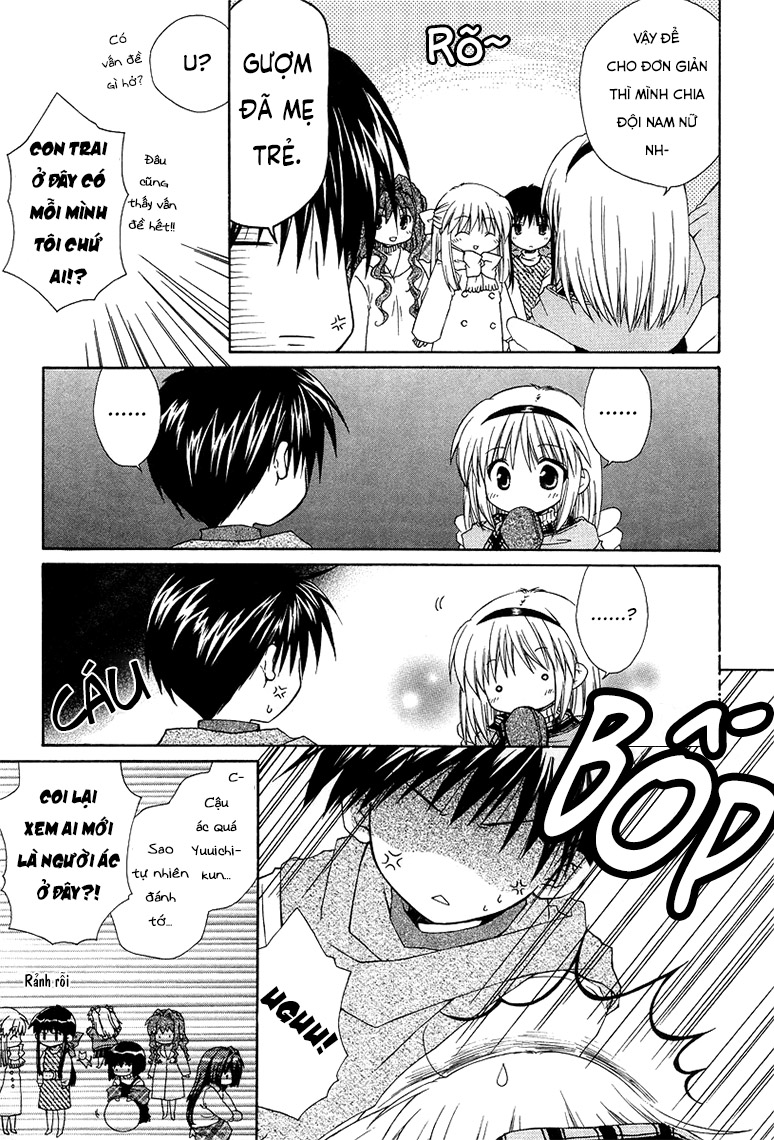 VẬY ĐỂ
CHO ĐƠN GIẢN
THÌ MÌNH CHIA
ĐỘI NAM NỮ
NH-
RÕ~
GƯỢM
ĐÃ MẸ
TRẺ.
U?
Có
vấn đề
gì hở?
CON TRAI
Ở ĐÂY CÓ
MỖI MÌNH
TÔI CHỨ
AI!?
Đâu
cũng
thấy vấn
đề hết!!
.......
.......
.......?
CÁU
BỐP
UGUU!
C-
Cậu
ác quá
Yuuichi-
kun...
Sao
tự nhiên
đánh
tớ...
COI LẠI
XEM AI MỚI
LÀ NGƯỜI ÁC
Ở ĐÂY?!
Rảnh rỗi